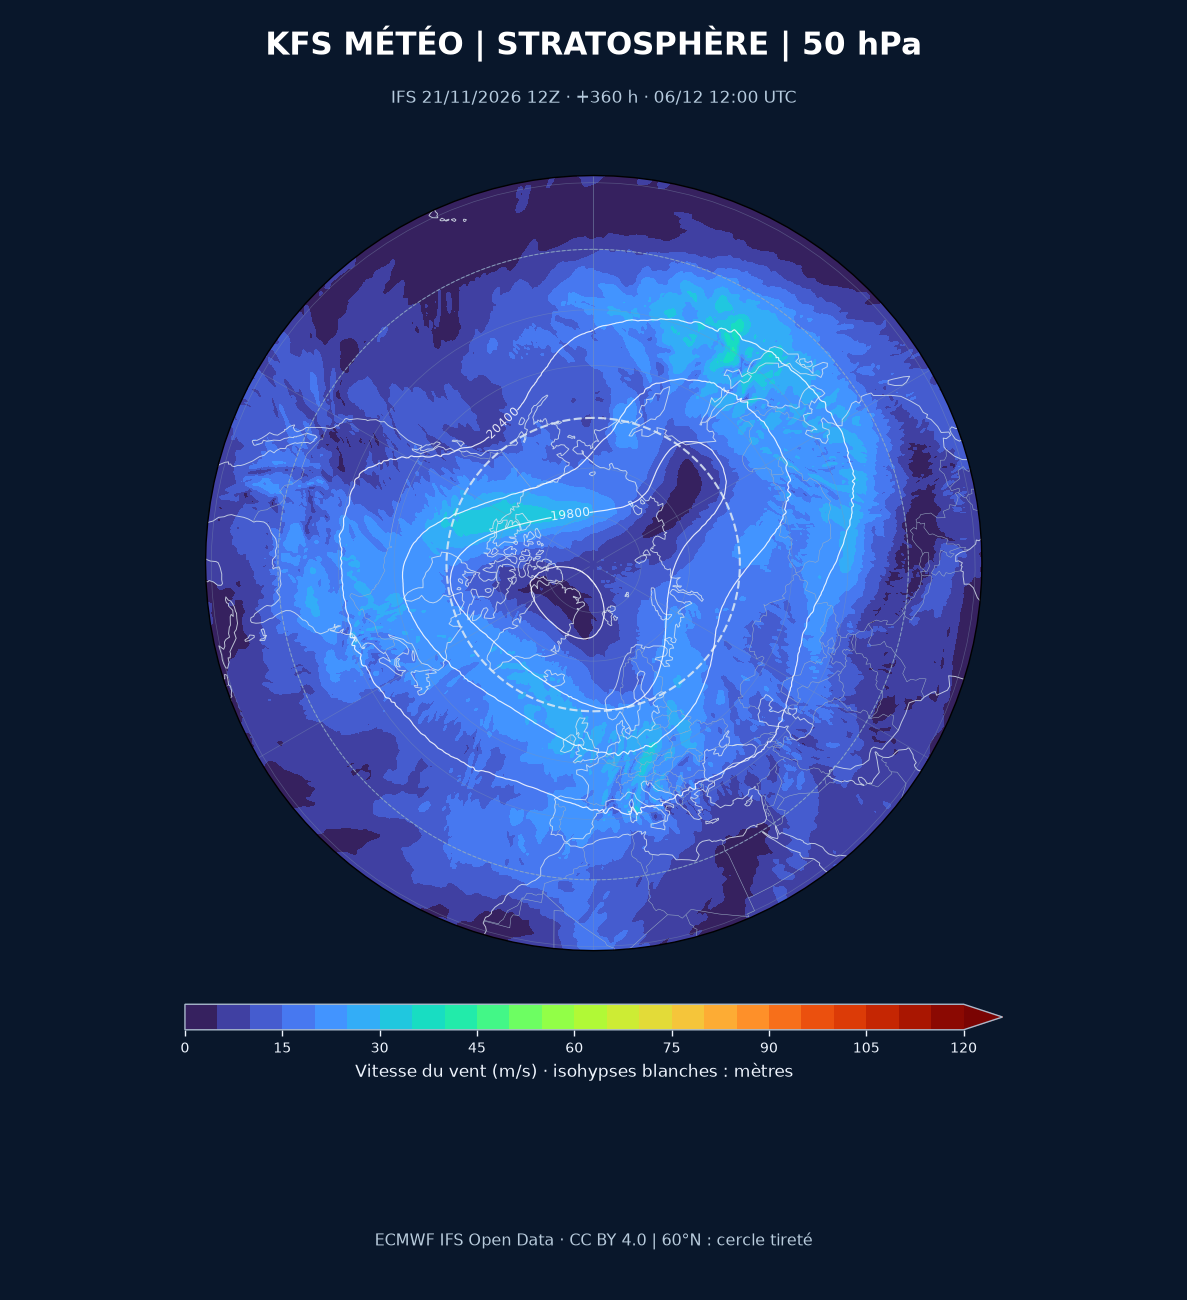 KFS MÉTÉO | STRATOSPHÈRE | 50 hPa
IFS 21/11/2026 12Z · +360 h · 06/12 12:00 UTC
20400
19800
0 15 30 45 60 75 90 105 120
Vitesse du vent (m/s) · isohypses blanches : mètres
ECMWF IFS Open Data · CC BY 4.0 | 60°N : cercle tireté